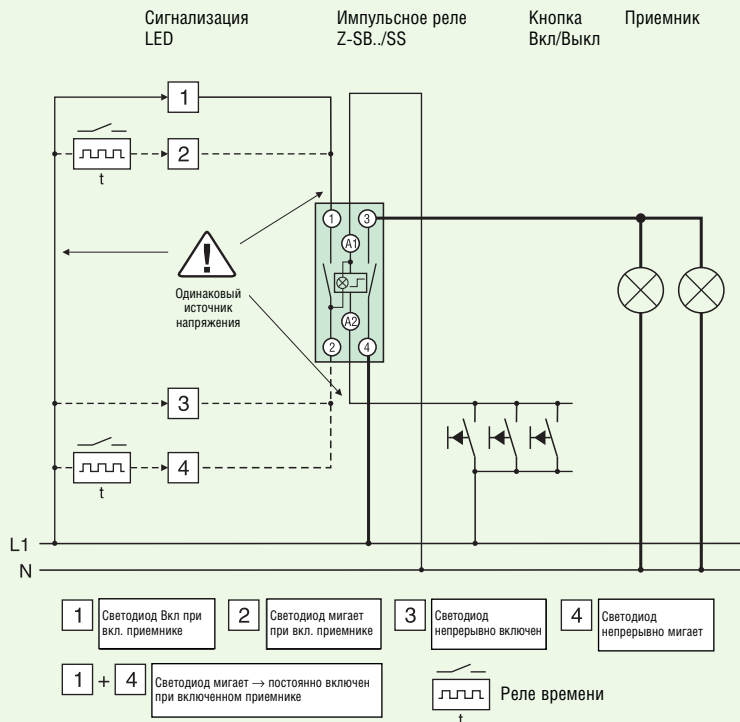 Сигнализация
LED
Импульсное реле
Z-SB../SS
Кнопка
Вкл/Выкл
Приемник
1
2
t
1
3
A1
!
Одинаковый
источник
напряжения
A2
2
4
3
4
t
L1
N
1
Светодиод Вкл при
вкл. приемнике
2
Светодиод мигает
при вкл. приемнике
3
Светодиод
непрерывно включен
4
Светодиод
непрерывно мигает
1 + 4
Светодиод мигает → постоянно включен
при включенном приемнике
Реле времени
t